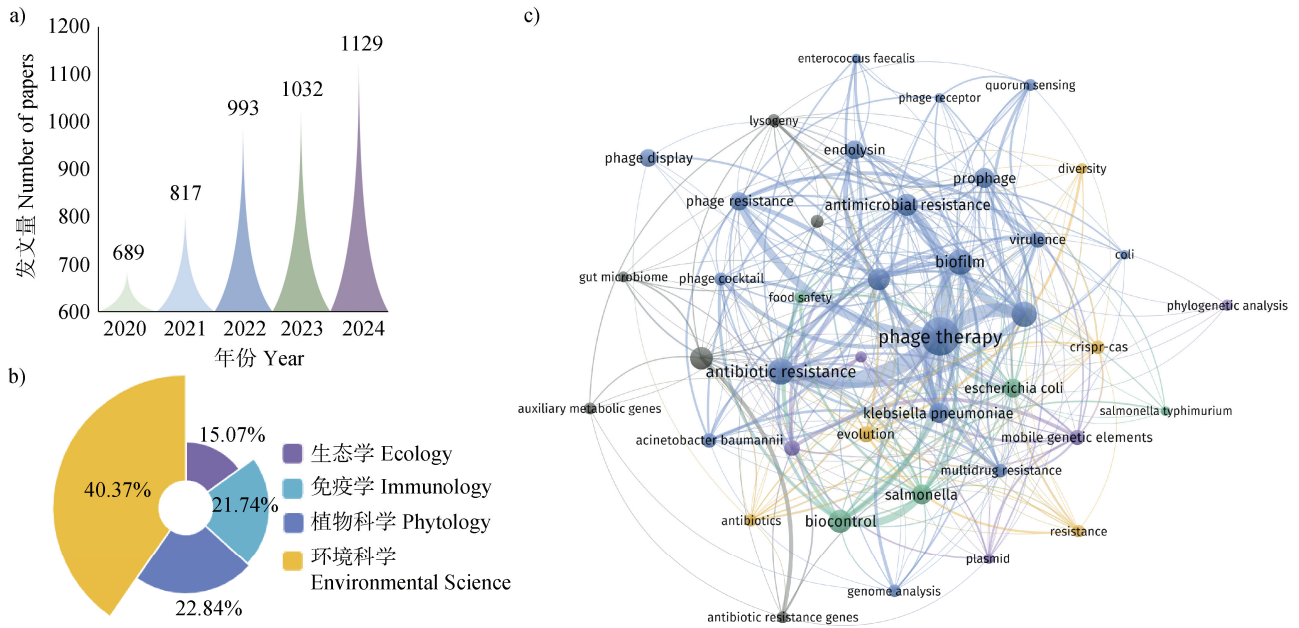 a)
1200
1100
1000
900
800
700
600
发文量 Number of papers
689
817
993
1032
1129
2020
2021
2022
2023
2024
年份 Year
b)
15.07%
21.74%
22.84%
40.37%
生态学 Ecology
免疫学 Immunology
植物科学 Phytology
环境科学
Environmental Science
c)
enterococcus faecalis
quorum sensing
phage receptor
lysogeny
endolysin
phage display
diversity
prophage
phage resistance
antimicrobial resistance
virulence
coli
biofilm
gut microbiome
phage cocktail
food safety
phylogenetic analysis
phage therapy
crispr-cas
antibiotic resistance
escherichia coli
auxiliary metabolic genes
klebsiella pneumoniae
salmonella typhimurium
acinetobacter baumannii
evolution
mobile genetic elements
multidrug resistance
salmonella
antibiotics
biocontrol
resistance
plasmid
genome analysis
antibiotic resistance genes